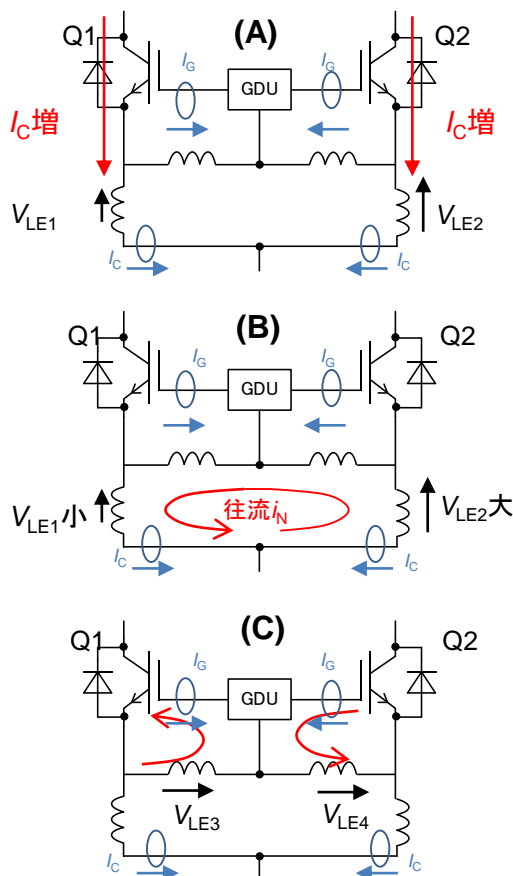 (A)
Q1
Q2
I_G
I_G
GDU
I_C増
I_C増
V_LE1
V_LE2
I_C
I_C
(B)
Q1
Q2
I_G
I_G
GDU
V_LE1小
往流i_N
V_LE2大
I_C
I_C
(C)
Q1
Q2
I_G
I_G
GDU
V_LE3
V_LE4
I_C
I_C